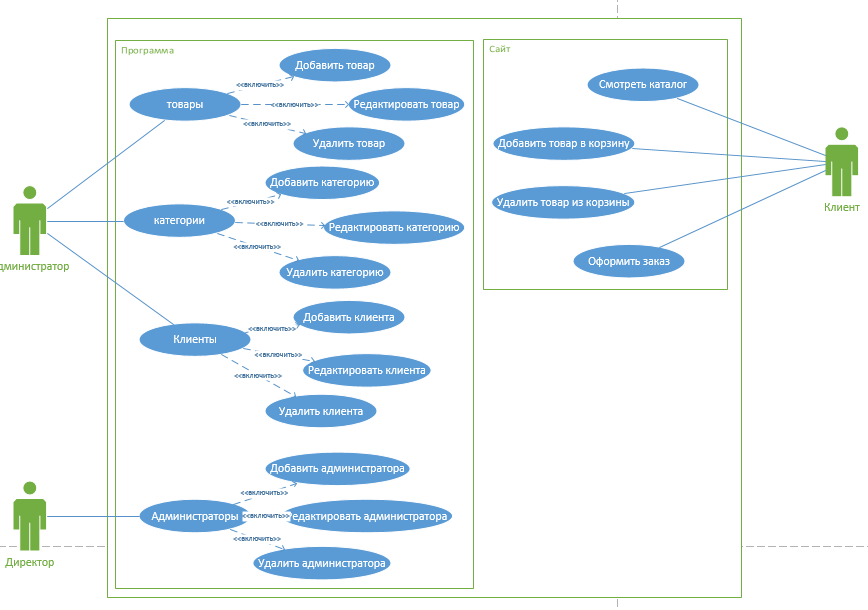 Программа
Сайт
Добавить товар
<<включить>>
товары
<<включить>>
Редактировать товар
<<включить>>
Удалить товар
Добавить категорию
<<включить>>
категории
<<включить>>
Редактировать категорию
<<включить>>
Удалить категорию
Добавить клиента
<<включить>>
Клиенты
<<включить>>
Редактировать клиента
<<включить>>
Удалить клиента
Добавить администратора
<<включить>>
Администраторы
<<включить>>
едактировать администратора
<<включить>>
Удалить администратора
дминистратор
Директор
Смотреть каталог
Добавить товар в корзину
Удалить товар из корзины
Оформить заказ
Клиент